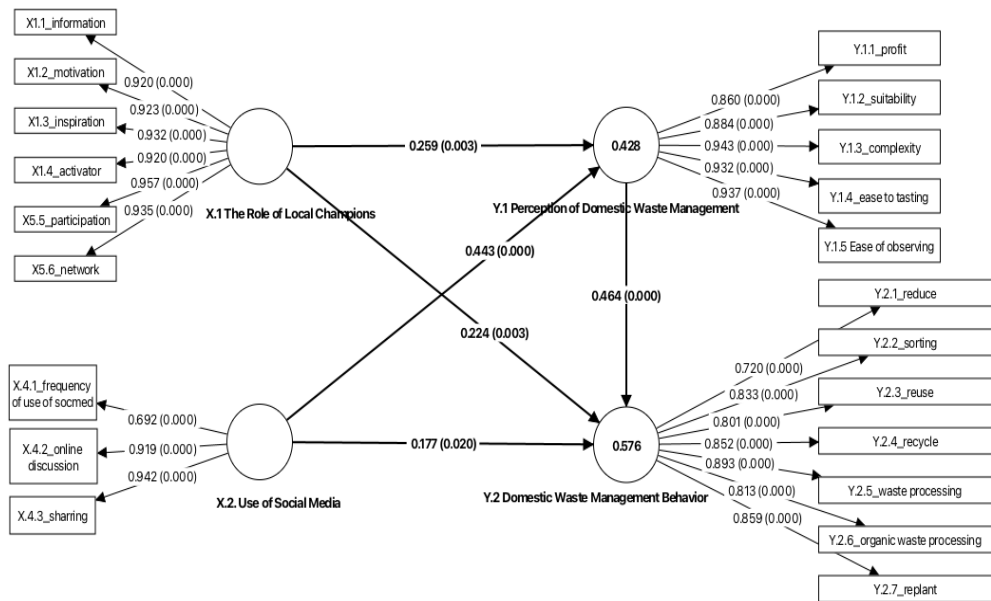 X1.1_information
X1.2_motivation
X1.3_inspiration
X1.4_activator
X5.5_participation
X5.6_network
0.920 (0.000)
0.923 (0.000)
0.932 (0.000)
0.920 (0.000)
0.957 (0.000)
0.935 (0.000)
X.1 The Role of Local Champions
0.259 (0.003)
0.443 (0.000)
0.224 (0.003)
0.464 (0.000)
0.177 (0.020)
0.428
Y.1 Perception of Domestic Waste Management
0.860 (0.000)
0.884 (0.000)
0.943 (0.000)
0.932 (0.000)
0.937 (0.000)
Y.1.1_profit
Y.1.2_suitability
Y.1.3_complexity
Y.1.4_ease to tasting
Y.1.5 Ease of observing
X.4.1_frequency
of use of socmed
X.4.2_online
discussion
X.4.3_sharring
0.692 (0.000)
0.919 (0.000)
0.942 (0.000)
X.2. Use of Social Media
0.576
Y.2 Domestic Waste Management Behavior
0.720 (0.000)
0.833 (0.000)
0.801 (0.000)
0.852 (0.000)
0.893 (0.000)
0.813 (0.000)
0.859 (0.000)
Y.2.1_reduce
Y.2.2_sorting
Y.2.3_reuse
Y.2.4_recycle
Y.2.5_waste processing
Y.2.6_organic waste processing
Y.2.7_replant